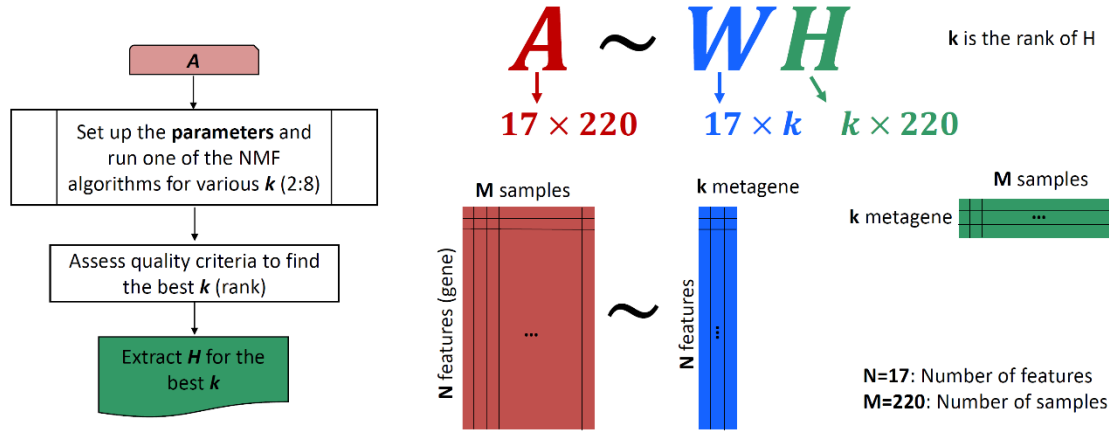 A
Set up the parameters and
run one of the NMF
algorithms for various k (2:8)
Assess quality criteria to find
the best k (rank)
Extract H for the
best k
A ~ W H
k is the rank of H
17 × 220
17 × k
k × 220
M samples
N features (gene)
...
~
k metagene
N features
...
M samples
k metagene
...
N=17: Number of features
M=220: Number of samples